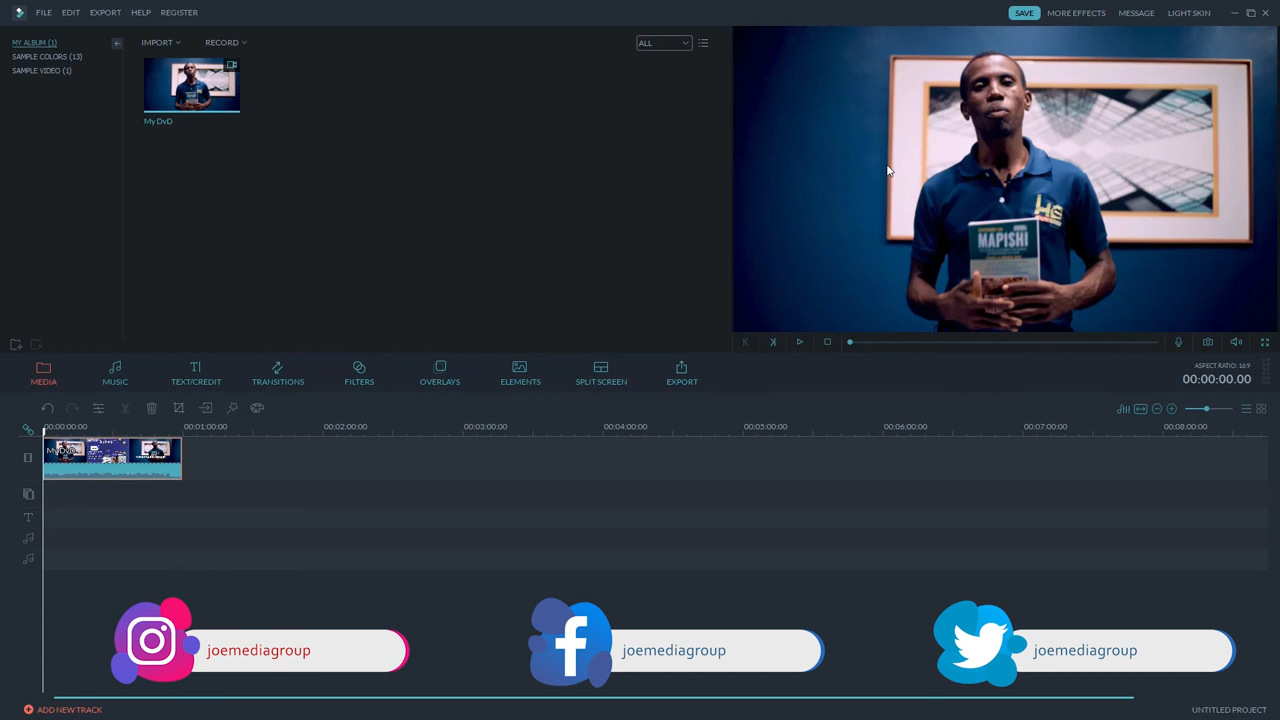 FILE EDIT EXPORT HELP REGISTER
SAVE MORE EFFECTS MESSAGE LIGHT SKIN
MY ALBUM (1)
SAMPLE COLORS (13)
SAMPLE VIDEO (1)
IMPORT RECORD ALL
My DvD
HG
MAPISHI
MEDIA MUSIC TEXT/CREDIT TRANSITIONS FILTERS OVERLAYS ELEMENTS SPLIT SCREEN EXPORT
ASPECT RATIO: 16:9
00:00:00.00
00:00:00:00 00:01:00:00 00:02:00:00 00:03:00:00 00:04:00:00 00:05:00:00 00:06:00:00 00:07:00:00 00:08:00:00
My DvD
joemediagroup joemediagroup joemediagroup
ADD NEW TRACK
UNTITLED PROJECT